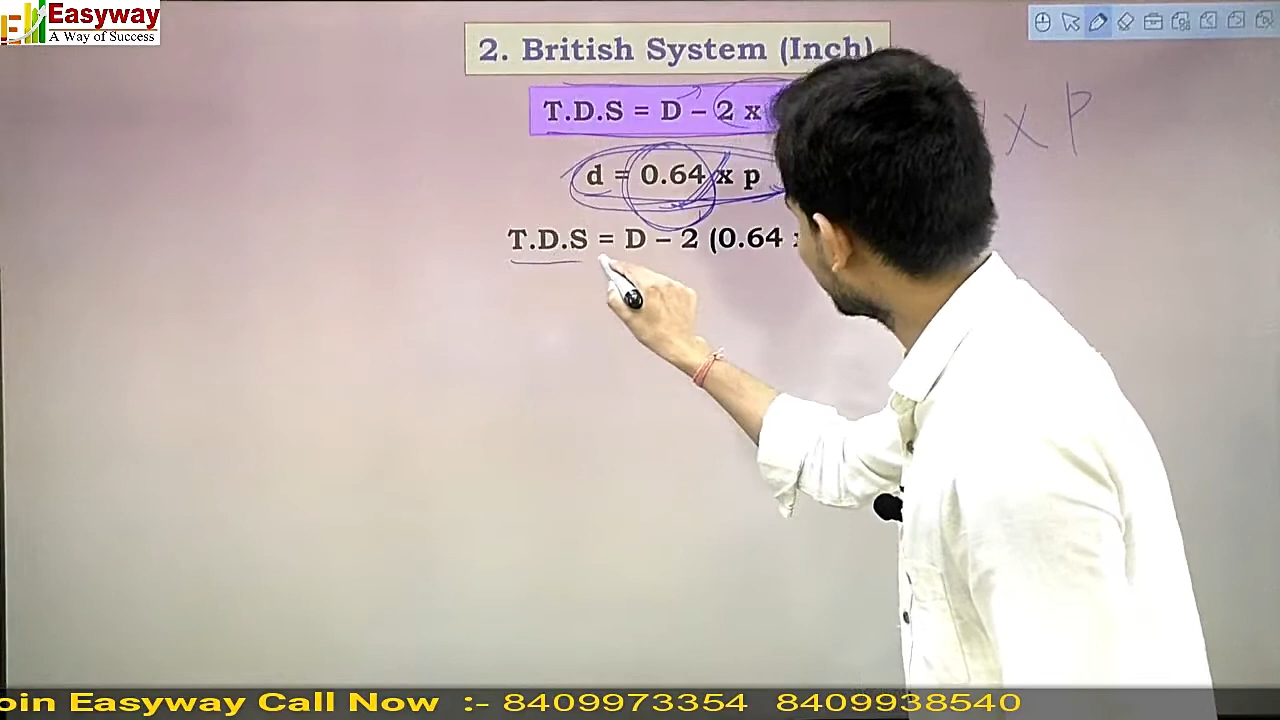 Easyway
A Way of Success
2. British System (Inch)
T.D.S = D – 2 x
x P
d = 0.64 x p
T.D.S = D – 2 (0.64
oin Easyway Call Now :- 8409973354 8409938540